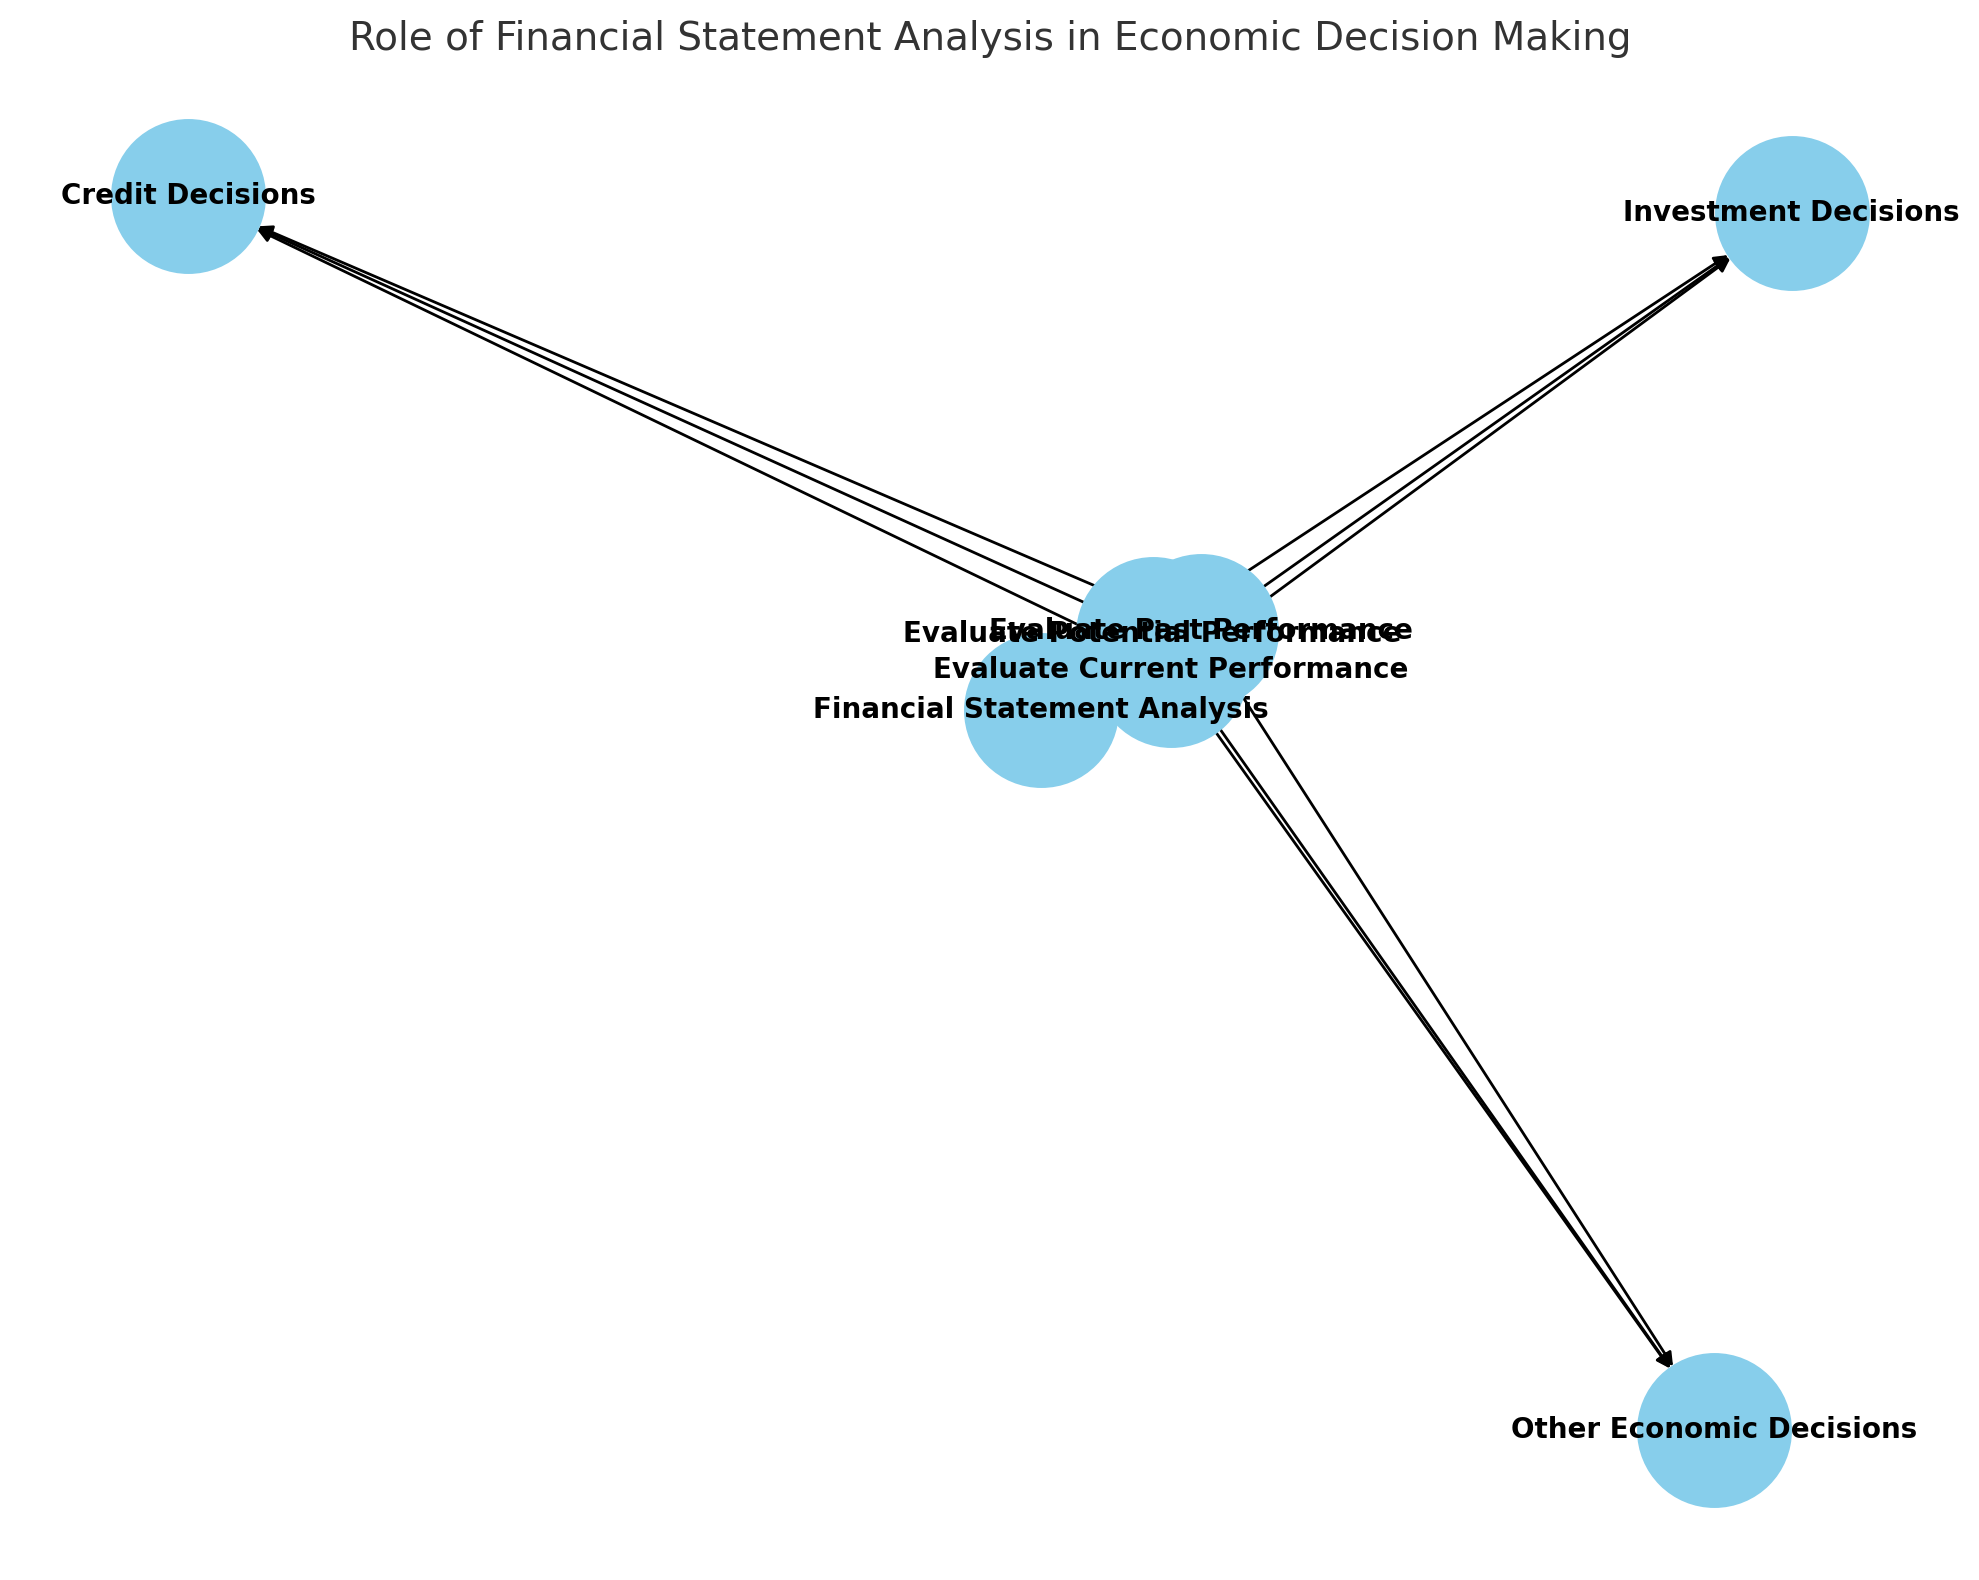 Role of Financial Statement Analysis in Economic Decision Making
Credit Decisions
Investment Decisions
Evaluate Past Performance
Evaluate Potential Performance
Evaluate Current Performance
Financial Statement Analysis
Other Economic Decisions